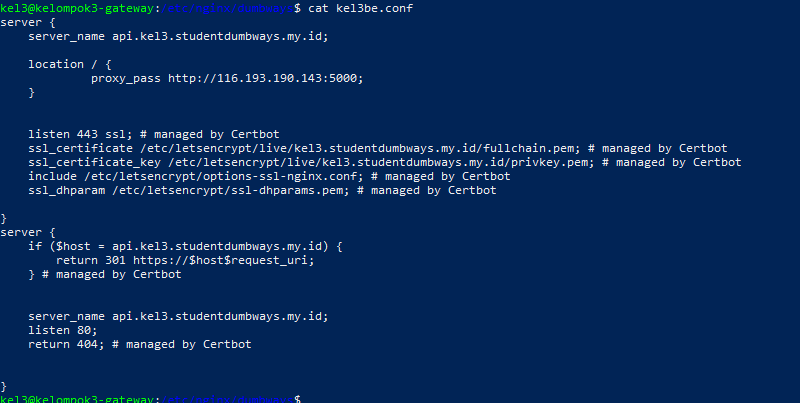 kel3@kelompok3-gateway:/etc/nginx/dumbways$ cat kel3be.conf
server {
    server_name api.kel3.studentdumbways.my.id;
    location / {
             proxy_pass http://116.193.190.143:5000;
    }
    listen 443 ssl; # managed by Certbot
    ssl_certificate /etc/letsencrypt/live/kel3.studentdumbways.my.id/fullchain.pem; # managed by Certbot
    ssl_certificate_key /etc/letsencrypt/live/kel3.studentdumbways.my.id/privkey.pem; # managed by Certbot
    include /etc/letsencrypt/options-ssl-nginx.conf; # managed by Certbot
    ssl_dhparam /etc/letsencrypt/ssl-dhparams.pem; # managed by Certbot
}
server {
    if ($host = api.kel3.studentdumbways.my.id) {
        return 301 https://$host$request_uri;
    } # managed by Certbot
    server_name api.kel3.studentdumbways.my.id;
    listen 80;
    return 404; # managed by Certbot
}
kel3@kelompok3-gateway:/etc/nginx/dumbways$